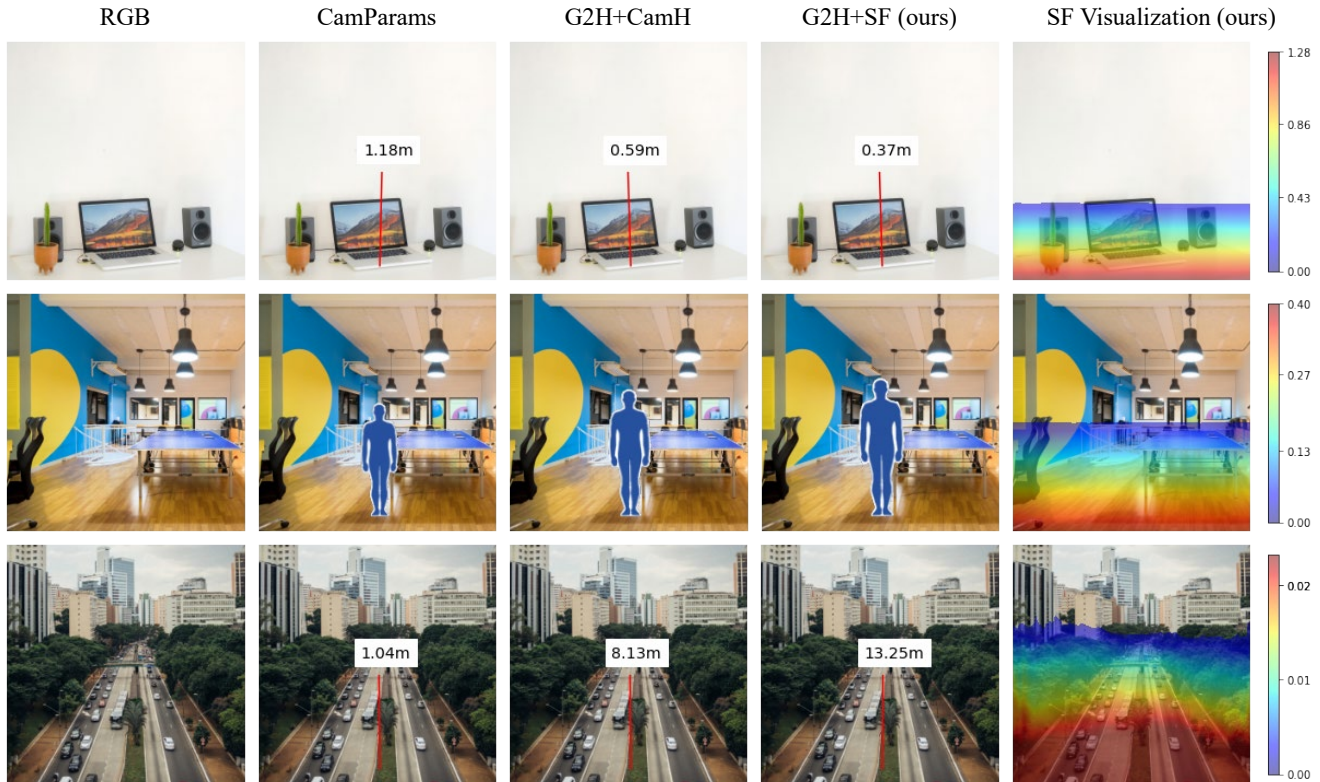 RGB
CamParams
G2H+CamH
G2H+SF (ours)
SF Visualization (ours)
1.18m
0.59m
0.37m
1.28
0.86
0.43
0.00
0.40
0.27
0.13
0.00
1.04m
8.13m
13.25m
0.02
0.01
0.00